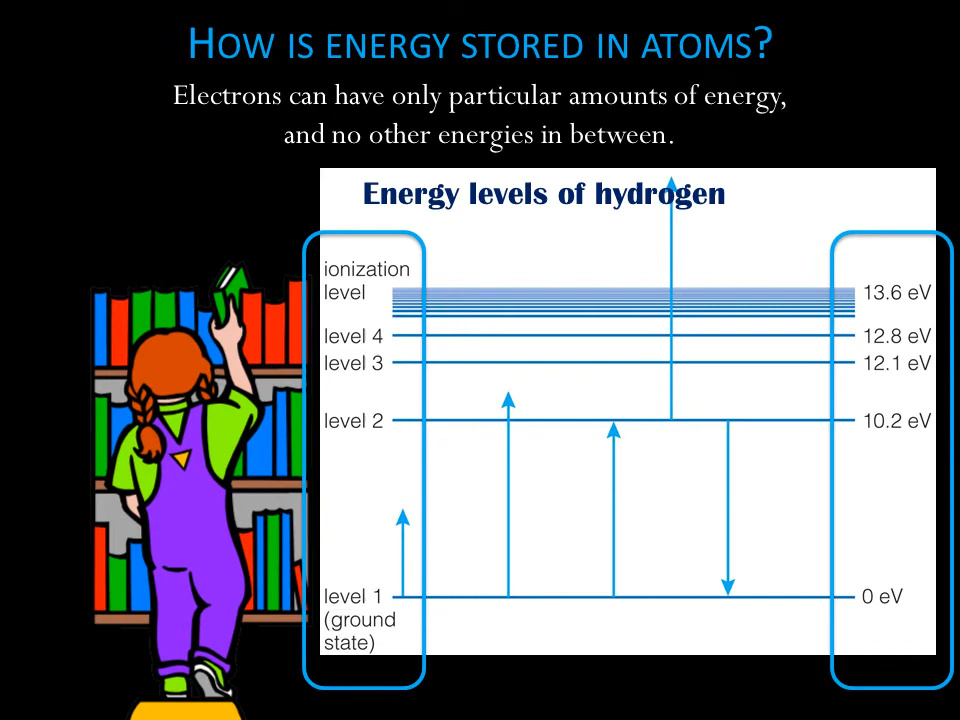 HOW IS ENERGY STORED IN ATOMS?
Electrons can have only particular amounts of energy,
and no other energies in between.
Energy levels of hydrogen
ionization
level 13.6 eV
level 4 12.8 eV
level 3 12.1 eV
level 2 10.2 eV
level 1 0 eV
(ground
state)